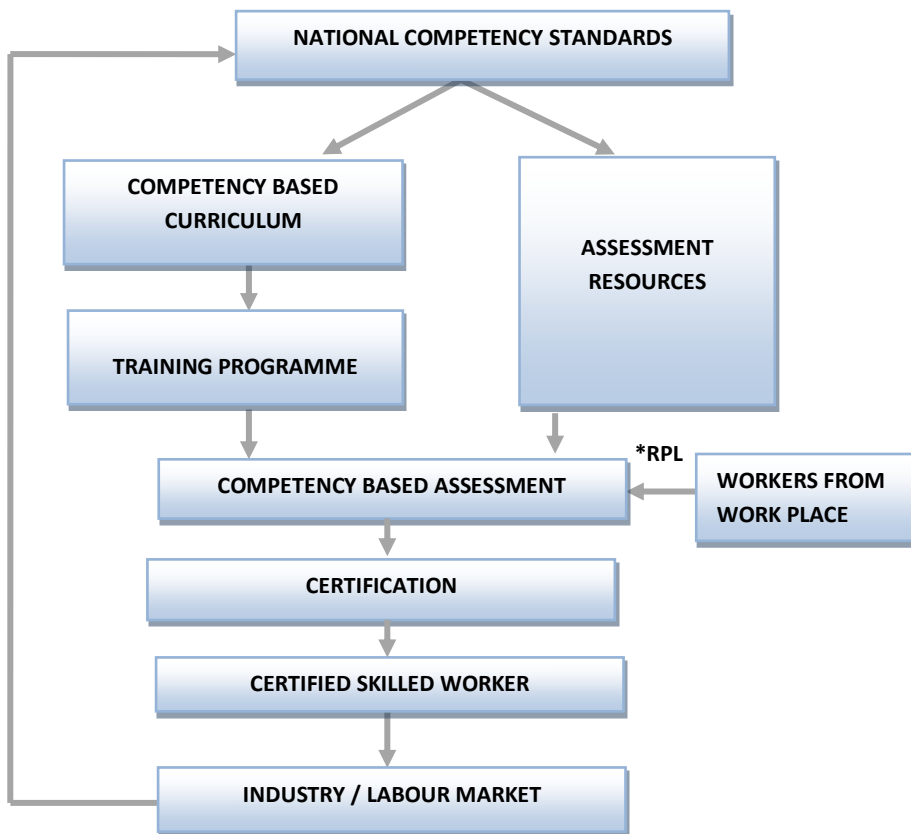 NATIONAL COMPETENCY STANDARDS
COMPETENCY BASED
CURRICULUM
ASSESSMENT
RESOURCES
TRAINING PROGRAMME
*RPL
COMPETENCY BASED ASSESSMENT
WORKERS FROM
WORK PLACE
CERTIFICATION
CERTIFIED SKILLED WORKER
INDUSTRY / LABOUR MARKET